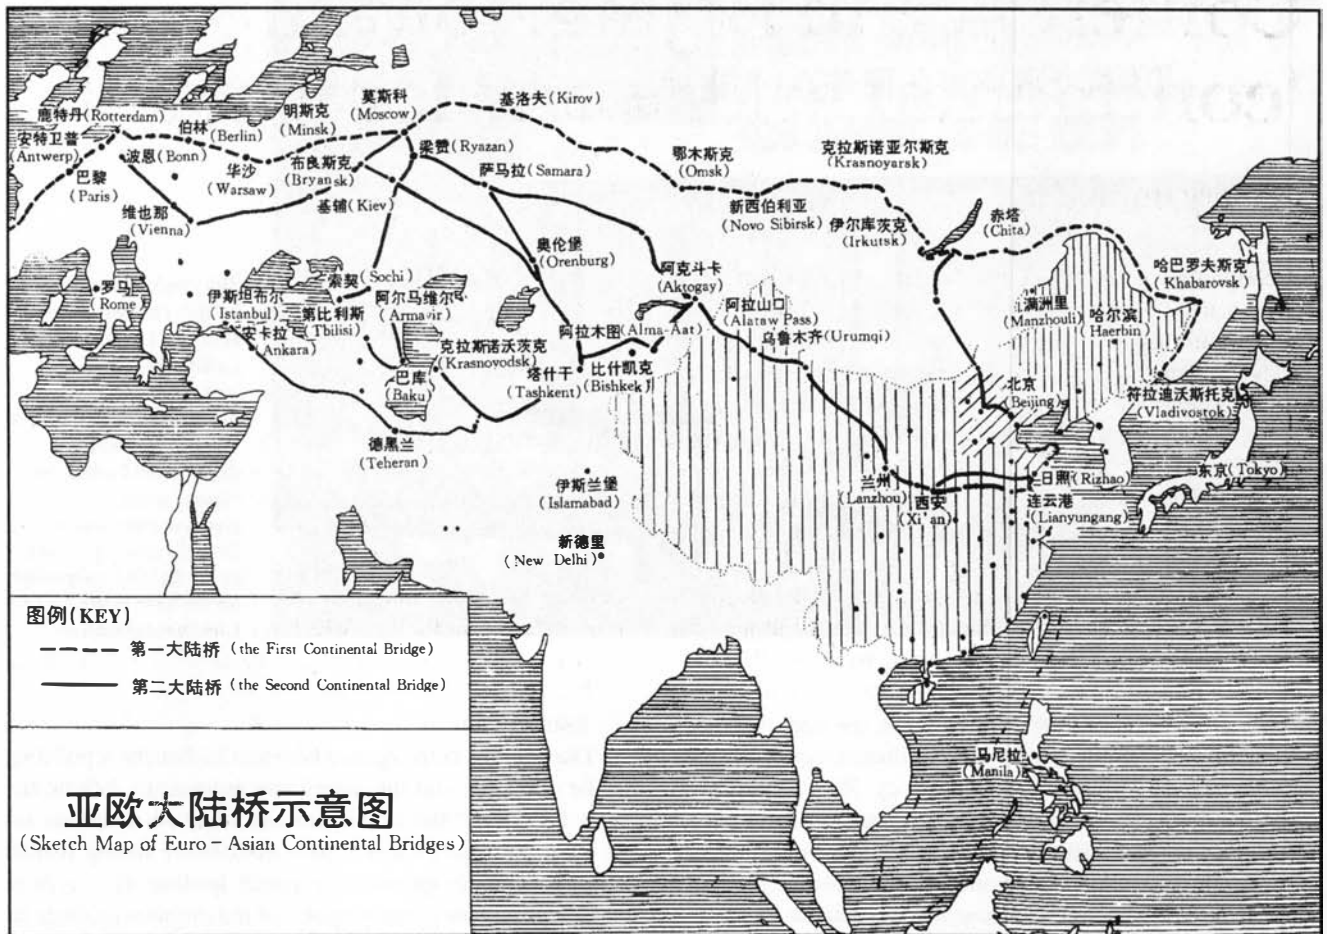 莫斯科
(Moscow)
基洛夫(Kirov)
明斯克
(Minsk)
鹿特丹(Rotterdam)
伯林(Berlin)
安特卫普
(Antwerp)
波恩(Bonn)
华沙
(Warsaw)
布良斯克
(Bryansk)
梁赞(Ryazan)
萨马拉(Samara)
鄂木斯克
(Omsk)
克拉斯诺亚尔斯克
(Krasnoyarsk)
巴黎
(Paris)
维也那
(Vienna)
基辅(Kiev)
新西伯利亚
(Novo Sibirsk)
伊尔库茨克
(Irkutsk)
赤塔
(Chita)
奥伦堡
(Orenburg)
阿克斗卡
(Aktogay)
哈巴罗夫斯克
(Khabarovsk)
罗马
(Rome)
伊斯坦布尔
(Istanbul)
索契(Sochi)
第比利斯
(Tbilisi)
阿尔马维尔
(Armavir)
阿拉山口
(Alataw Pass)
满洲里
(Manzhouli)
哈尔滨
(Haerbin)
安卡拉
(Ankara)
阿拉木图(Alma-Aat)
乌鲁木齐(Urumqi)
克拉斯诺沃茨克
(Krasnovodsk)
巴库
(Baku)
塔什干
(Tashkent)
比什凯克
(Bishkek)
北京
(Beijing)
符拉迪沃斯托克
(Vladivostok)
德黑兰
(Teheran)
伊斯兰堡
(Islamabad)
兰州
(Lanzhou)
西安
(Xi'an)
日照(Rizhao)
连云港
(Lianyungang)
东京(Tokyo)
新德里
(New Delhi)
马尼拉
(Manila)
图例(KEY)
第一大陆桥(the First Continental Bridge)
第二大陆桥(the Second Continental Bridge)
亚欧大陆桥示意图
(Sketch Map of Euro-Asian Continental Bridges)